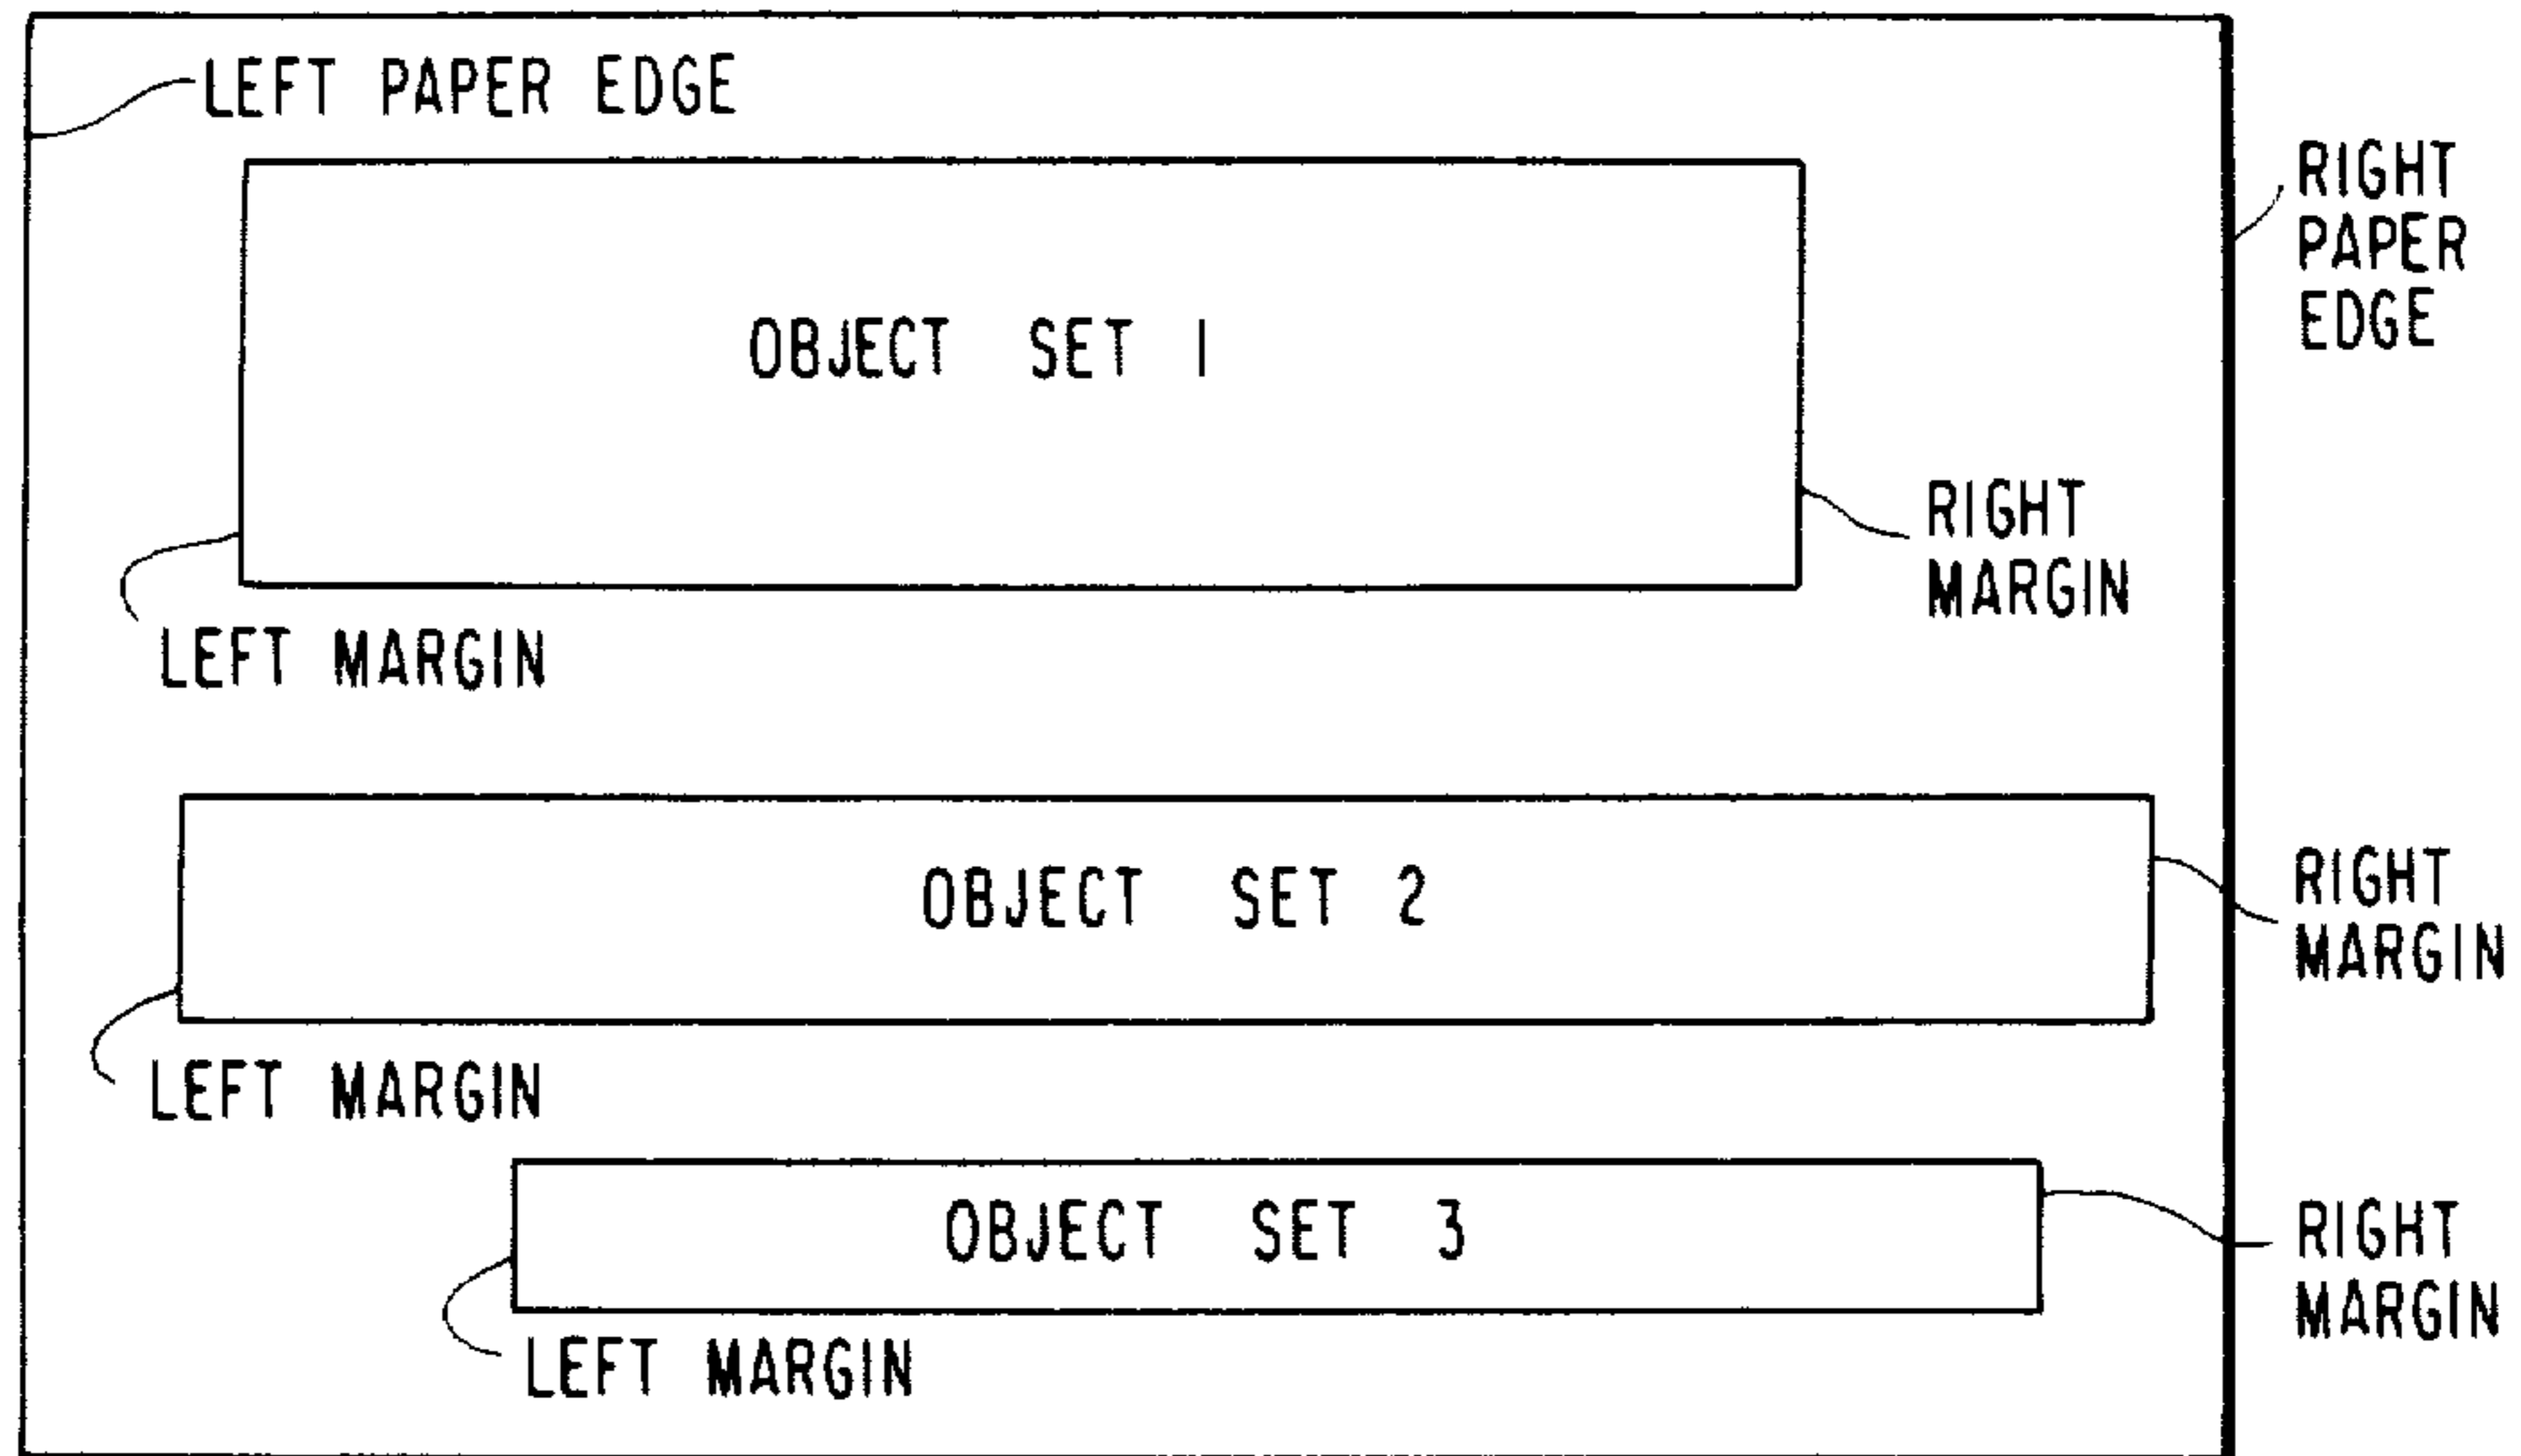 LEFT PAPER EDGE
RIGHT
PAPER
EDGE
OBJECT SET 1
RIGHT
MARGIN
LEFT MARGIN
OBJECT SET 2
RIGHT
MARGIN
LEFT MARGIN
OBJECT SET 3
RIGHT
MARGIN
LEFT MARGIN